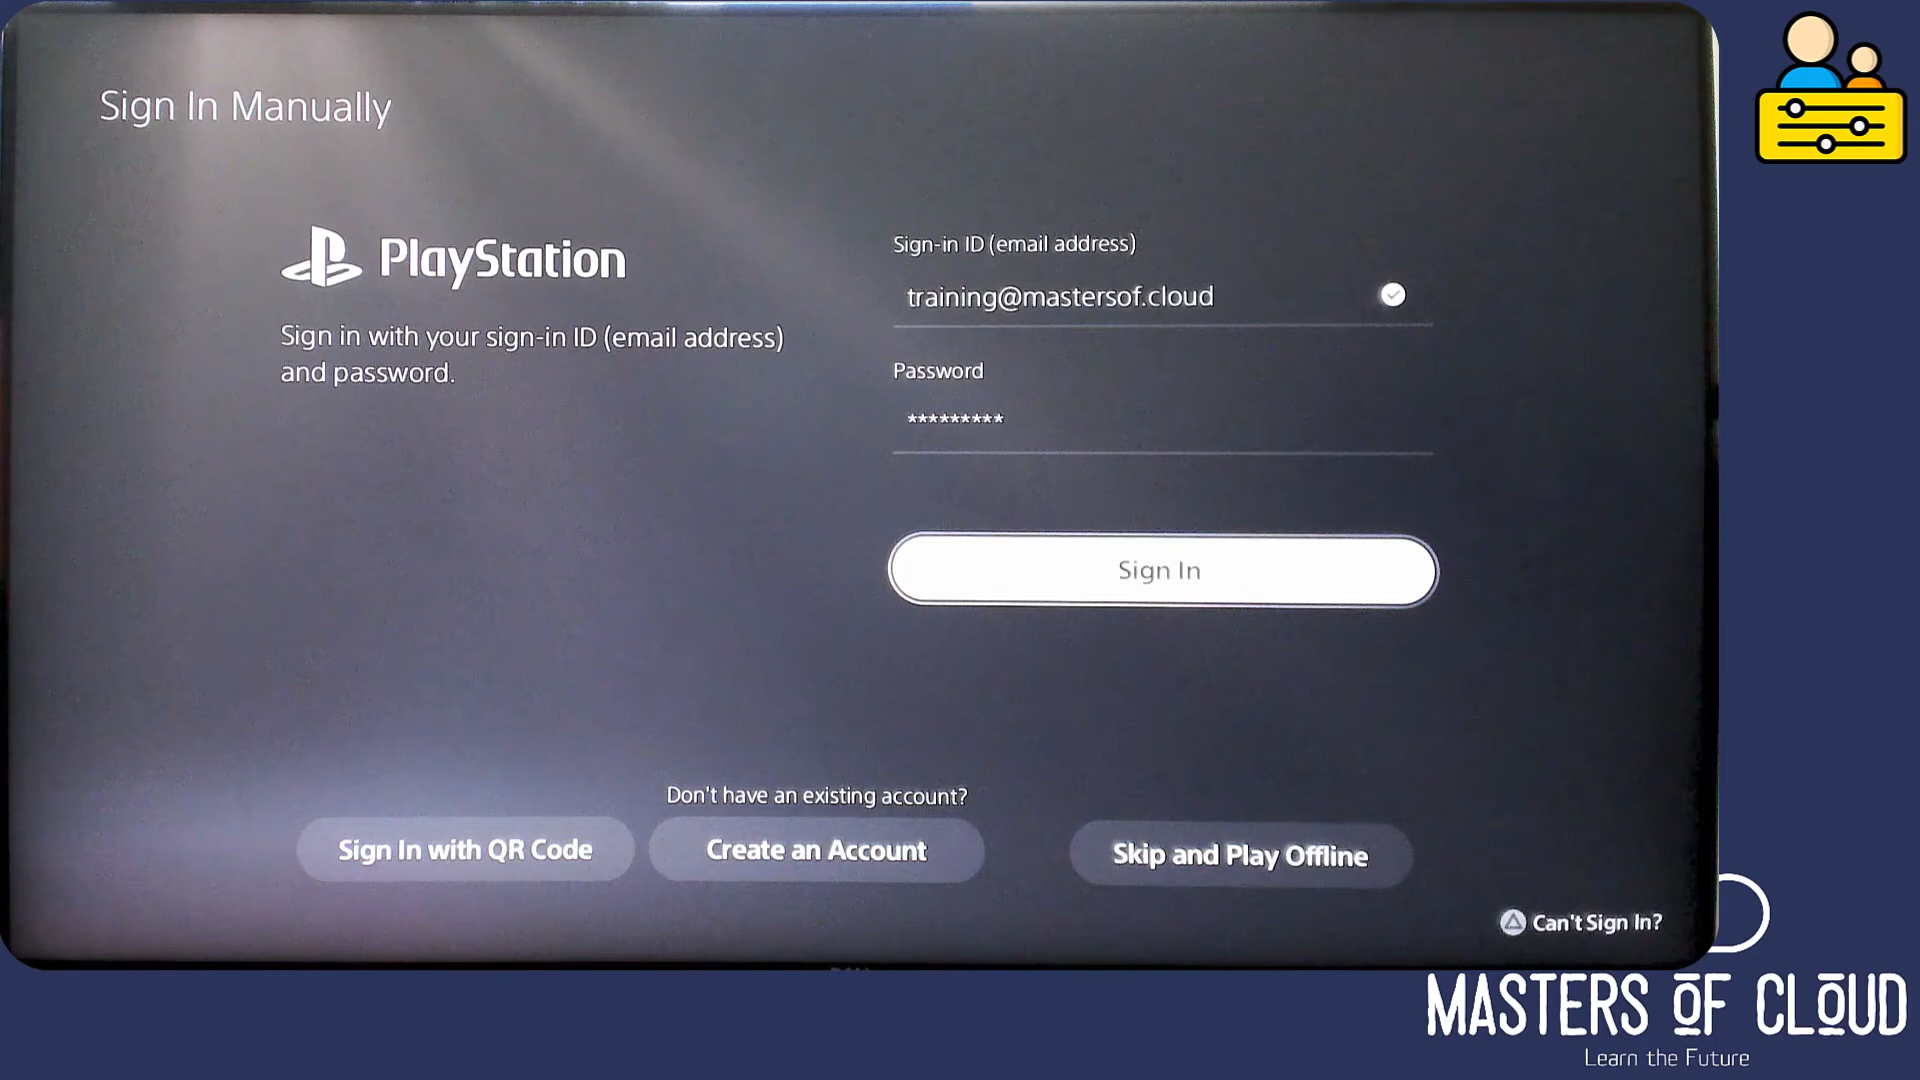 Sign In Manually
PlayStation
Sign in with your sign-in ID (email address)
and password.
Sign-in ID (email address)
training@mastersof.cloud
Password
*********
Sign In
Don't have an existing account?
Sign In with QR Code
Create an Account
Skip and Play Offline
Can't Sign In?
MASTERS OF CLOUD
Learn the Future